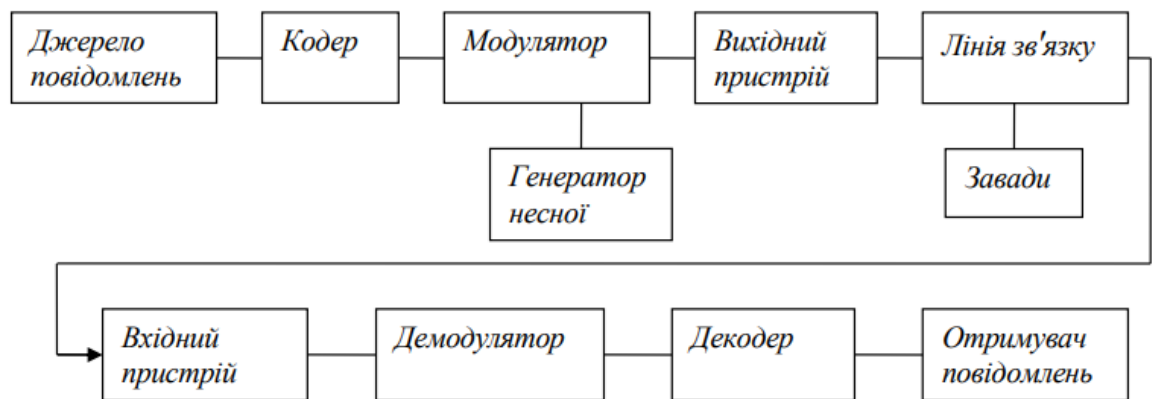 Джерело
повідомлень
Кодер
Модулятор
Вихідний
пристрій
Лінія зв'язку
Генератор
несної
Завади
Вхідний
пристрій
Демодулятор
Декодер
Отримувач
повідомлень